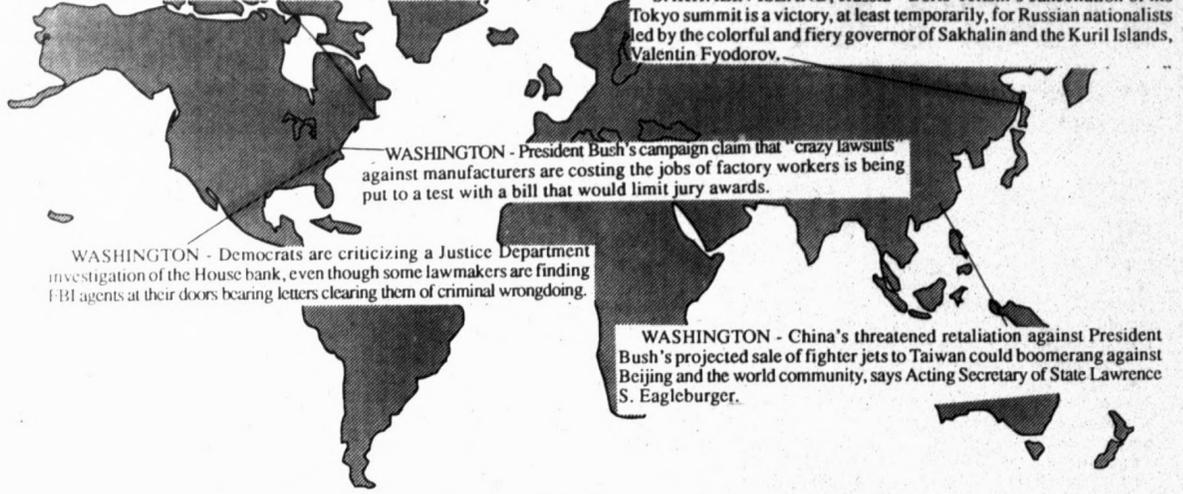 Tokyo summit is a victory, at least temporarily, for Russian nationalists
led by the colorful and fiery governor of Sakhalin and the Kuril Islands,
Valentin Fyodorov.
WASHINGTON - President Bush's campaign claim that "crazy lawsuits"
against manufacturers are costing the jobs of factory workers is being
put to a test with a bill that would limit jury awards.
WASHINGTON - Democrats are criticizing a Justice Department
investigation of the House bank, even though some lawmakers are finding
FBI agents at their doors bearing letters clearing them of criminal wrongdoing.
WASHINGTON - China's threatened retaliation against President
Bush's projected sale of fighter jets to Taiwan could boomerang against
Beijing and the world community, says Acting Secretary of State Lawrence
S. Eagleburger.